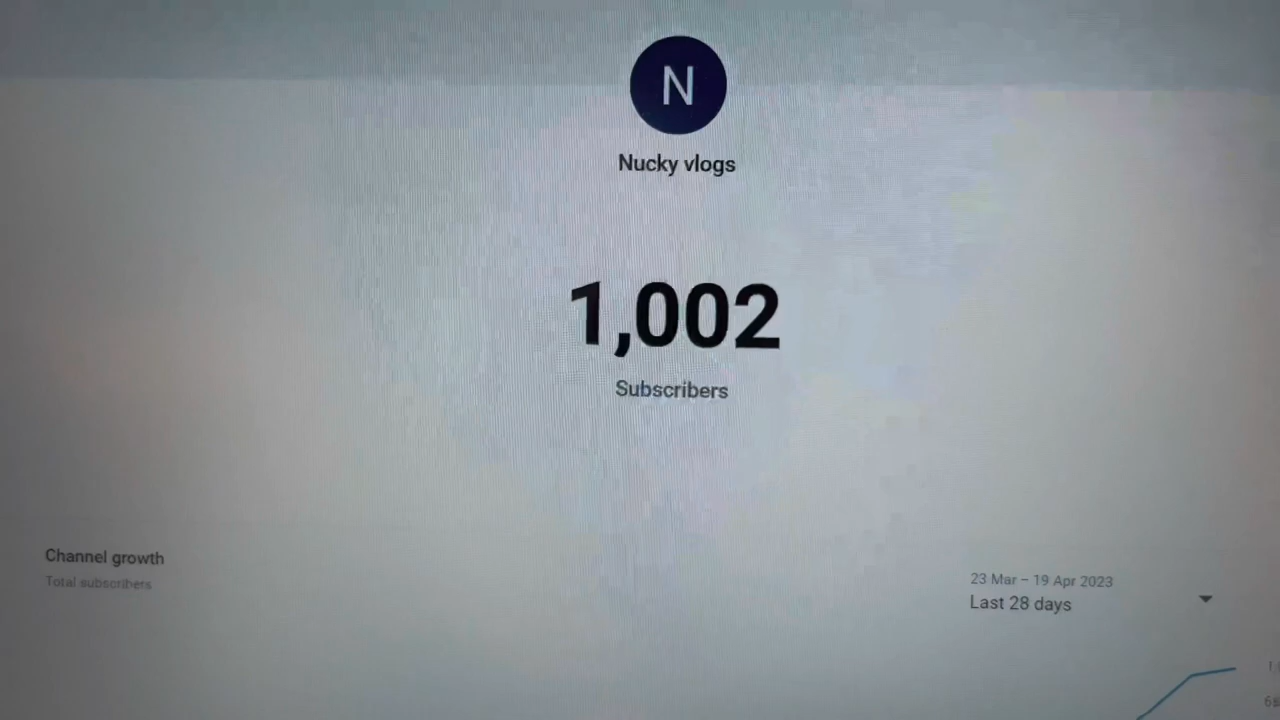 N
Nucky vlogs
1,002
Subscribers
Channel growth
Total subscribers
23 Mar – 19 Apr 2023
Last 28 days